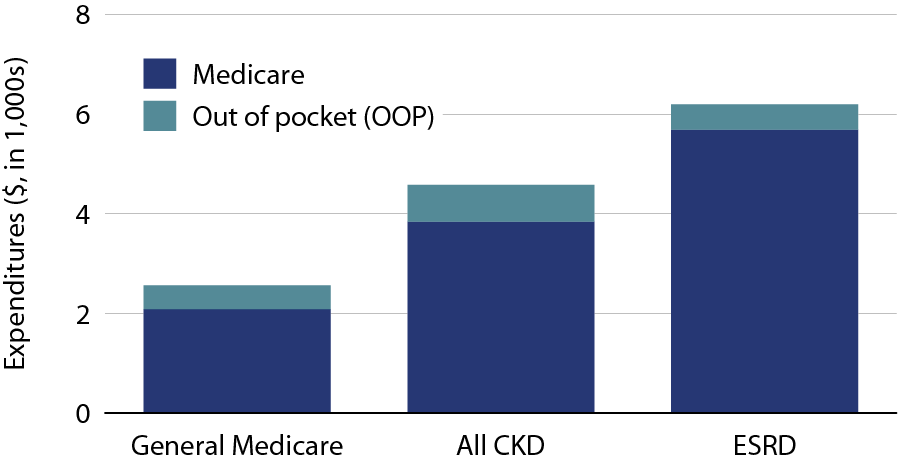 8
Medicare
Out of pocket (OOP)
6
4
2
0
Expenditures ($, in 1,000s)
General Medicare
All CKD
ESRD